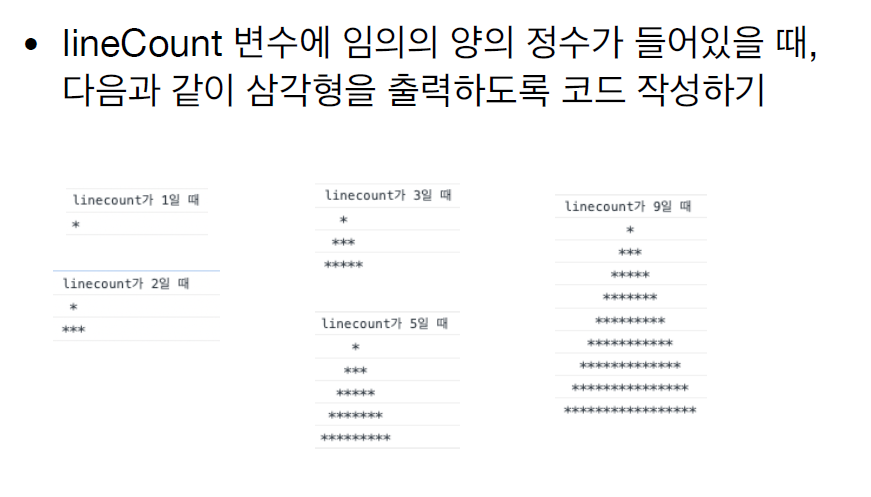 • lineCount 변수에 임의의 양의 정수가 들어있을 때,
다음과 같이 삼각형을 출력하도록 코드 작성하기
linecount가 1일 때
*
linecount가 2일 때
*
***
linecount가 3일 때
*
***
*****
linecount가 5일 때
*
***
*****
*******
*********
linecount가 9일 때
*
***
*****
*******
*********
***********
*************
***************
*****************